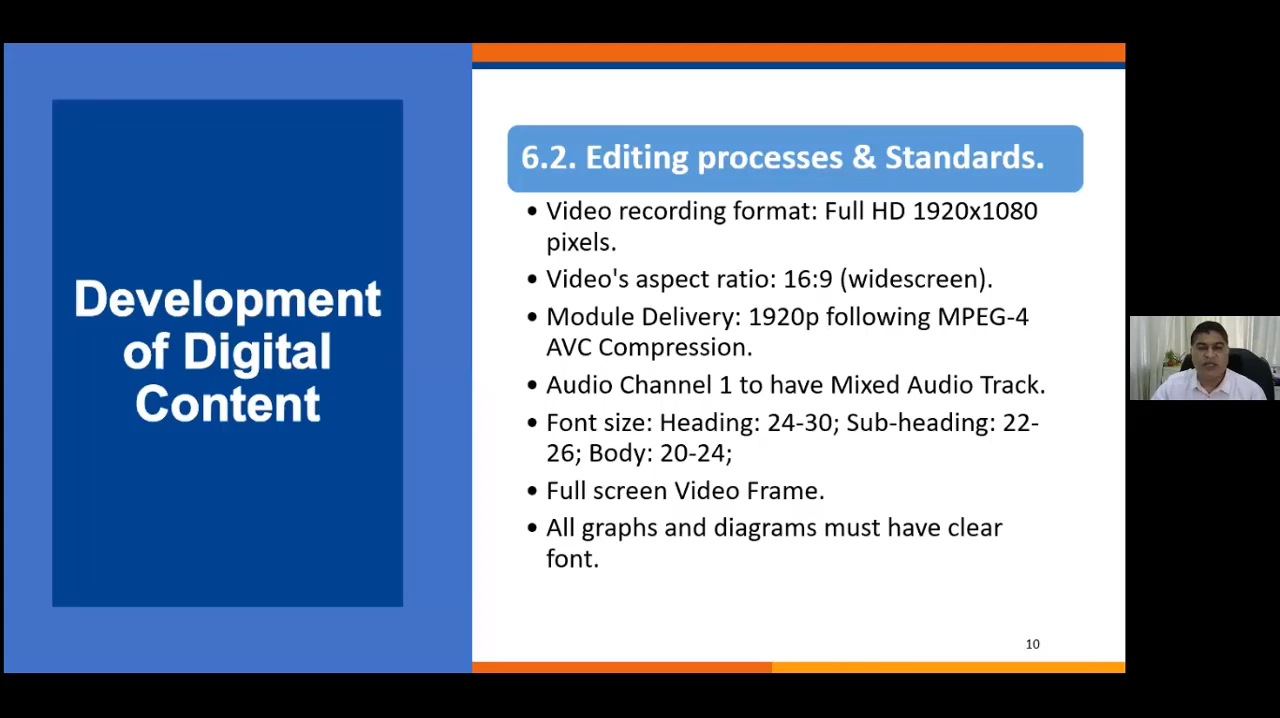 Development
of Digital
Content
6.2. Editing processes & Standards.
• Video recording format: Full HD 1920x1080
pixels.
• Video's aspect ratio: 16:9 (widescreen).
• Module Delivery: 1920p following MPEG-4
AVC Compression.
• Audio Channel 1 to have Mixed Audio Track.
• Font size: Heading: 24-30; Sub-heading: 22-
26; Body: 20-24;
• Full screen Video Frame.
• All graphs and diagrams must have clear
font.
10